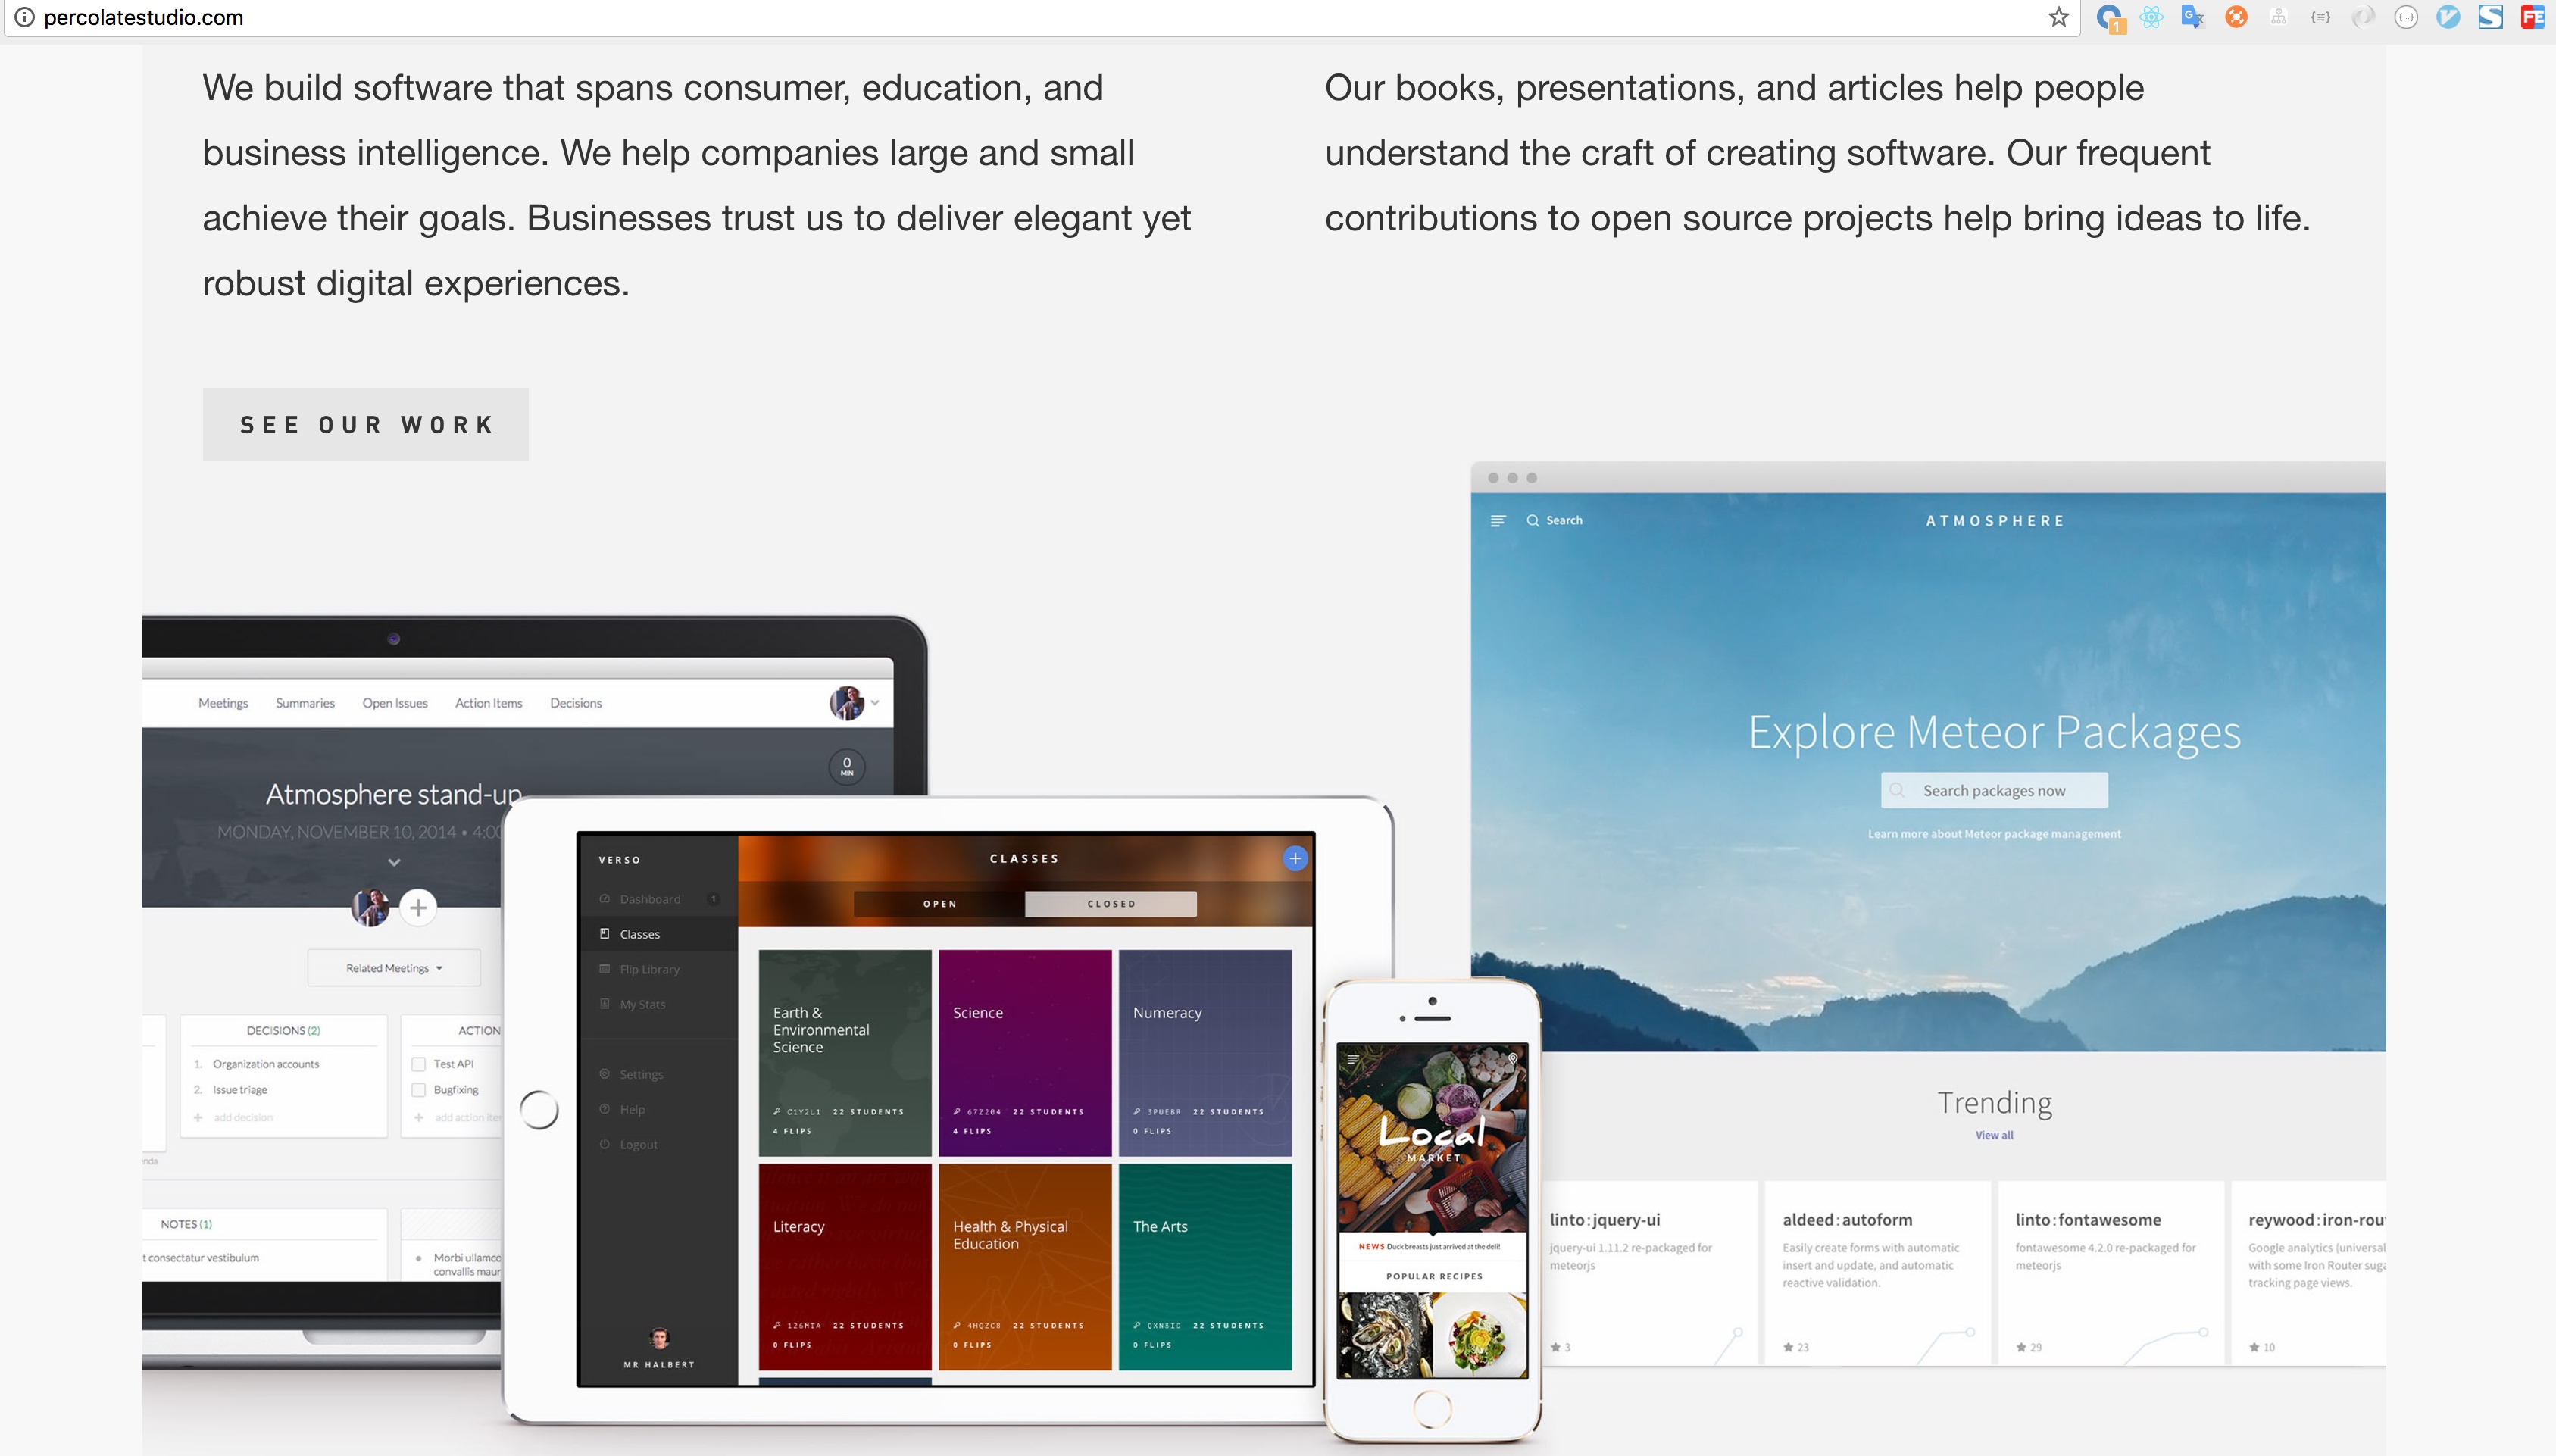 percolatestudio.com
1
We build software that spans consumer, education, and
business intelligence. We help companies large and small
achieve their goals. Businesses trust us to deliver elegant yet
robust digital experiences.
Our books, presentations, and articles help people
understand the craft of creating software. Our frequent
contributions to open source projects help bring ideas to life.
SEE OUR WORK
Meetings Summaries Open Issues Action Items Decisions
0
MIN
Atmosphere stand-up
MONDAY, NOVEMBER 10, 2014 • 4:00
Related Meetings
DECISIONS (2)
1. Organization accounts
2. Issue triage
+ add decision
ACTION
Test API
Bugfixing
+ add action ite
nda
NOTES (1)
t consectetur vestibulum
Morbi ullamco
convallis maur
VERSO
Dashboard 1
Classes
Flip Library
My Stats
Settings
Help
Logout
MR HALBERT
CLASSES
OPEN CLOSED
Earth &
Environmental
Science
C1Y2L1 22 STUDENTS
4 FLIPS
Science
67Z204 22 STUDENTS
4 FLIPS
Numeracy
3PUEBR 22 STUDENTS
0 FLIPS
Literacy
126MTA 22 STUDENTS
0 FLIPS
Health & Physical
Education
4HQZC8 22 STUDENTS
0 FLIPS
The Arts
QXN8IO 22 STUDENTS
0 FLIPS
Local
MARKET
NEWS Duck breasts just arrived at the deli!
POPULAR RECIPES
Search
ATMOSPHERE
Explore Meteor Packages
Search packages now
Learn more about Meteor package management
Trending
View all
linto:jquery-ui
jquery-ui 1.11.2 re-packaged for
meteorjs
3
aldeed:autoform
Easily create forms with automatic
insert and update, and automatic
reactive validation.
23
linto:fontawesome
fontawesome 4.2.0 re-packaged for
meteorjs
29
reywood:iron-rou
Google analytics (universal
with some Iron Router suga
tracking page views.
10